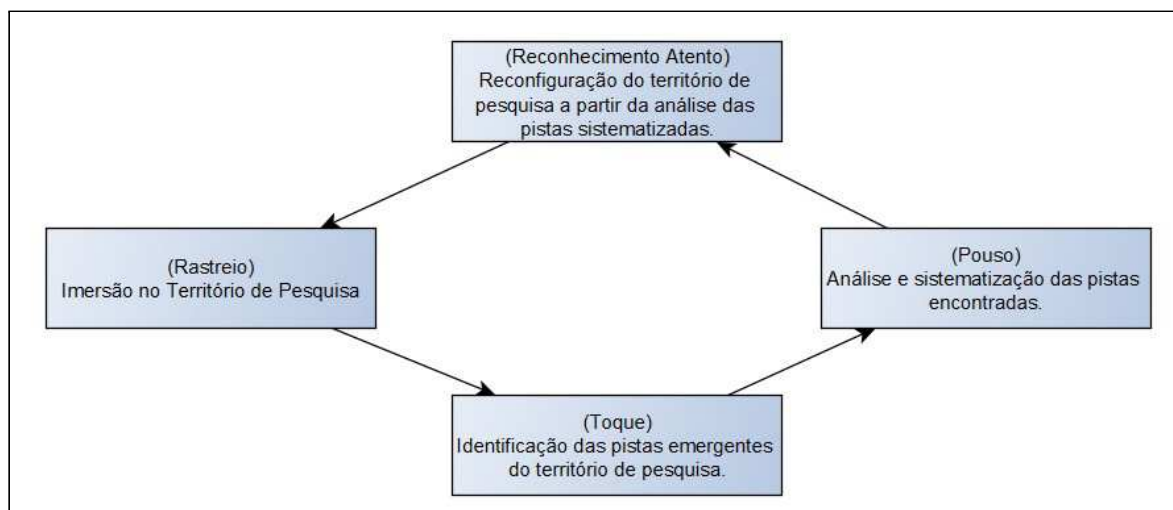 (Reconhecimento Atento)
Reconfiguração do território de
pesquisa a partir da análise das
pistas sistematizadas.
(Rastreio)
Imersão no Território de Pesquisa
(Pouso)
Análise e sistematização das pistas
encontradas.
(Toque)
Identificação das pistas emergentes
do território de pesquisa.